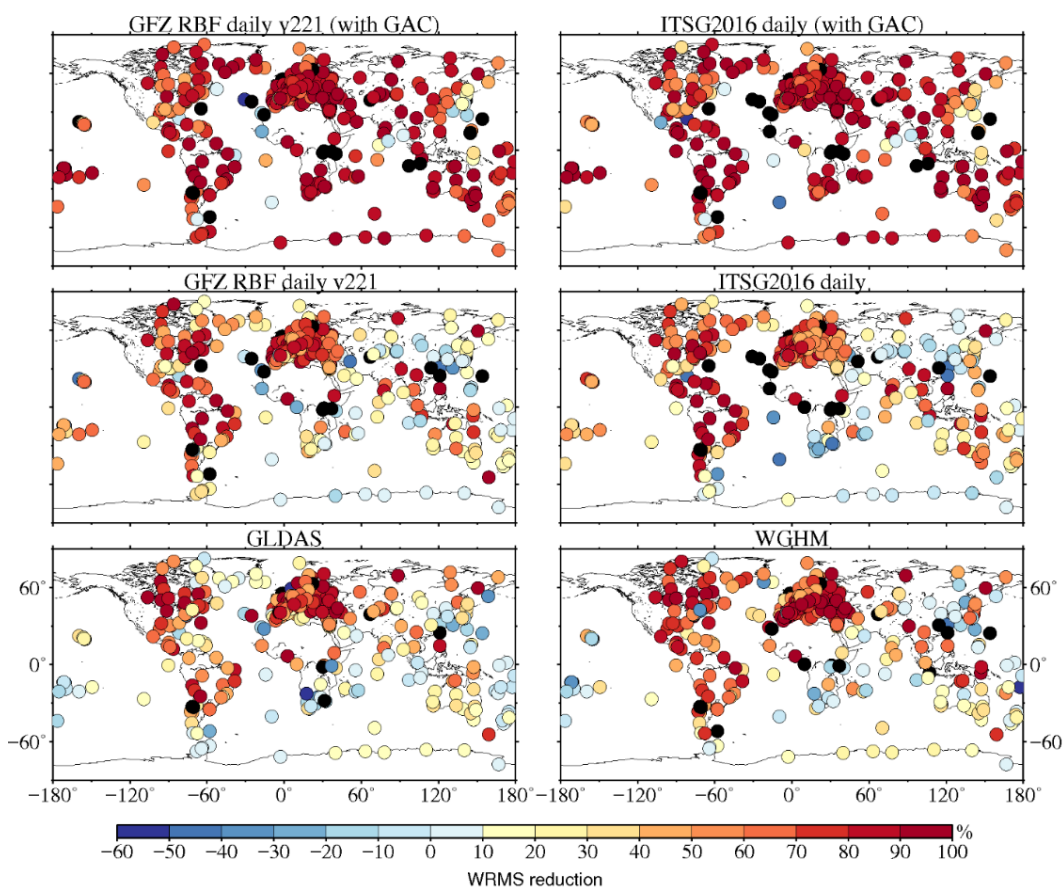 GFZ RBF daily v221 (with GAC) ITSG2016 daily (with GAC)
GFZ RBF daily v221 ITSG2016 daily
GLDAS WGHM
60° 60°
0° 0°
−60° −60°
−180° −120° −60° 0 60 120 −180° −120° −60° 0 60 120 180°
−60 −50 −40 −30 −20 −10 0 10 20 30 40 50 60 70 80 90 100 %
WRMS reduction